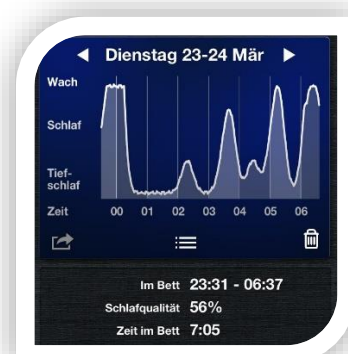 Dienstag 23-24 Mär
Wach
Schlaf
Tief-
schlaf
Zeit 00 01 02 03 04 05 06
Im Bett 23:31 - 06:37
Schlafqualität 56%
Zeit im Bett 7:05